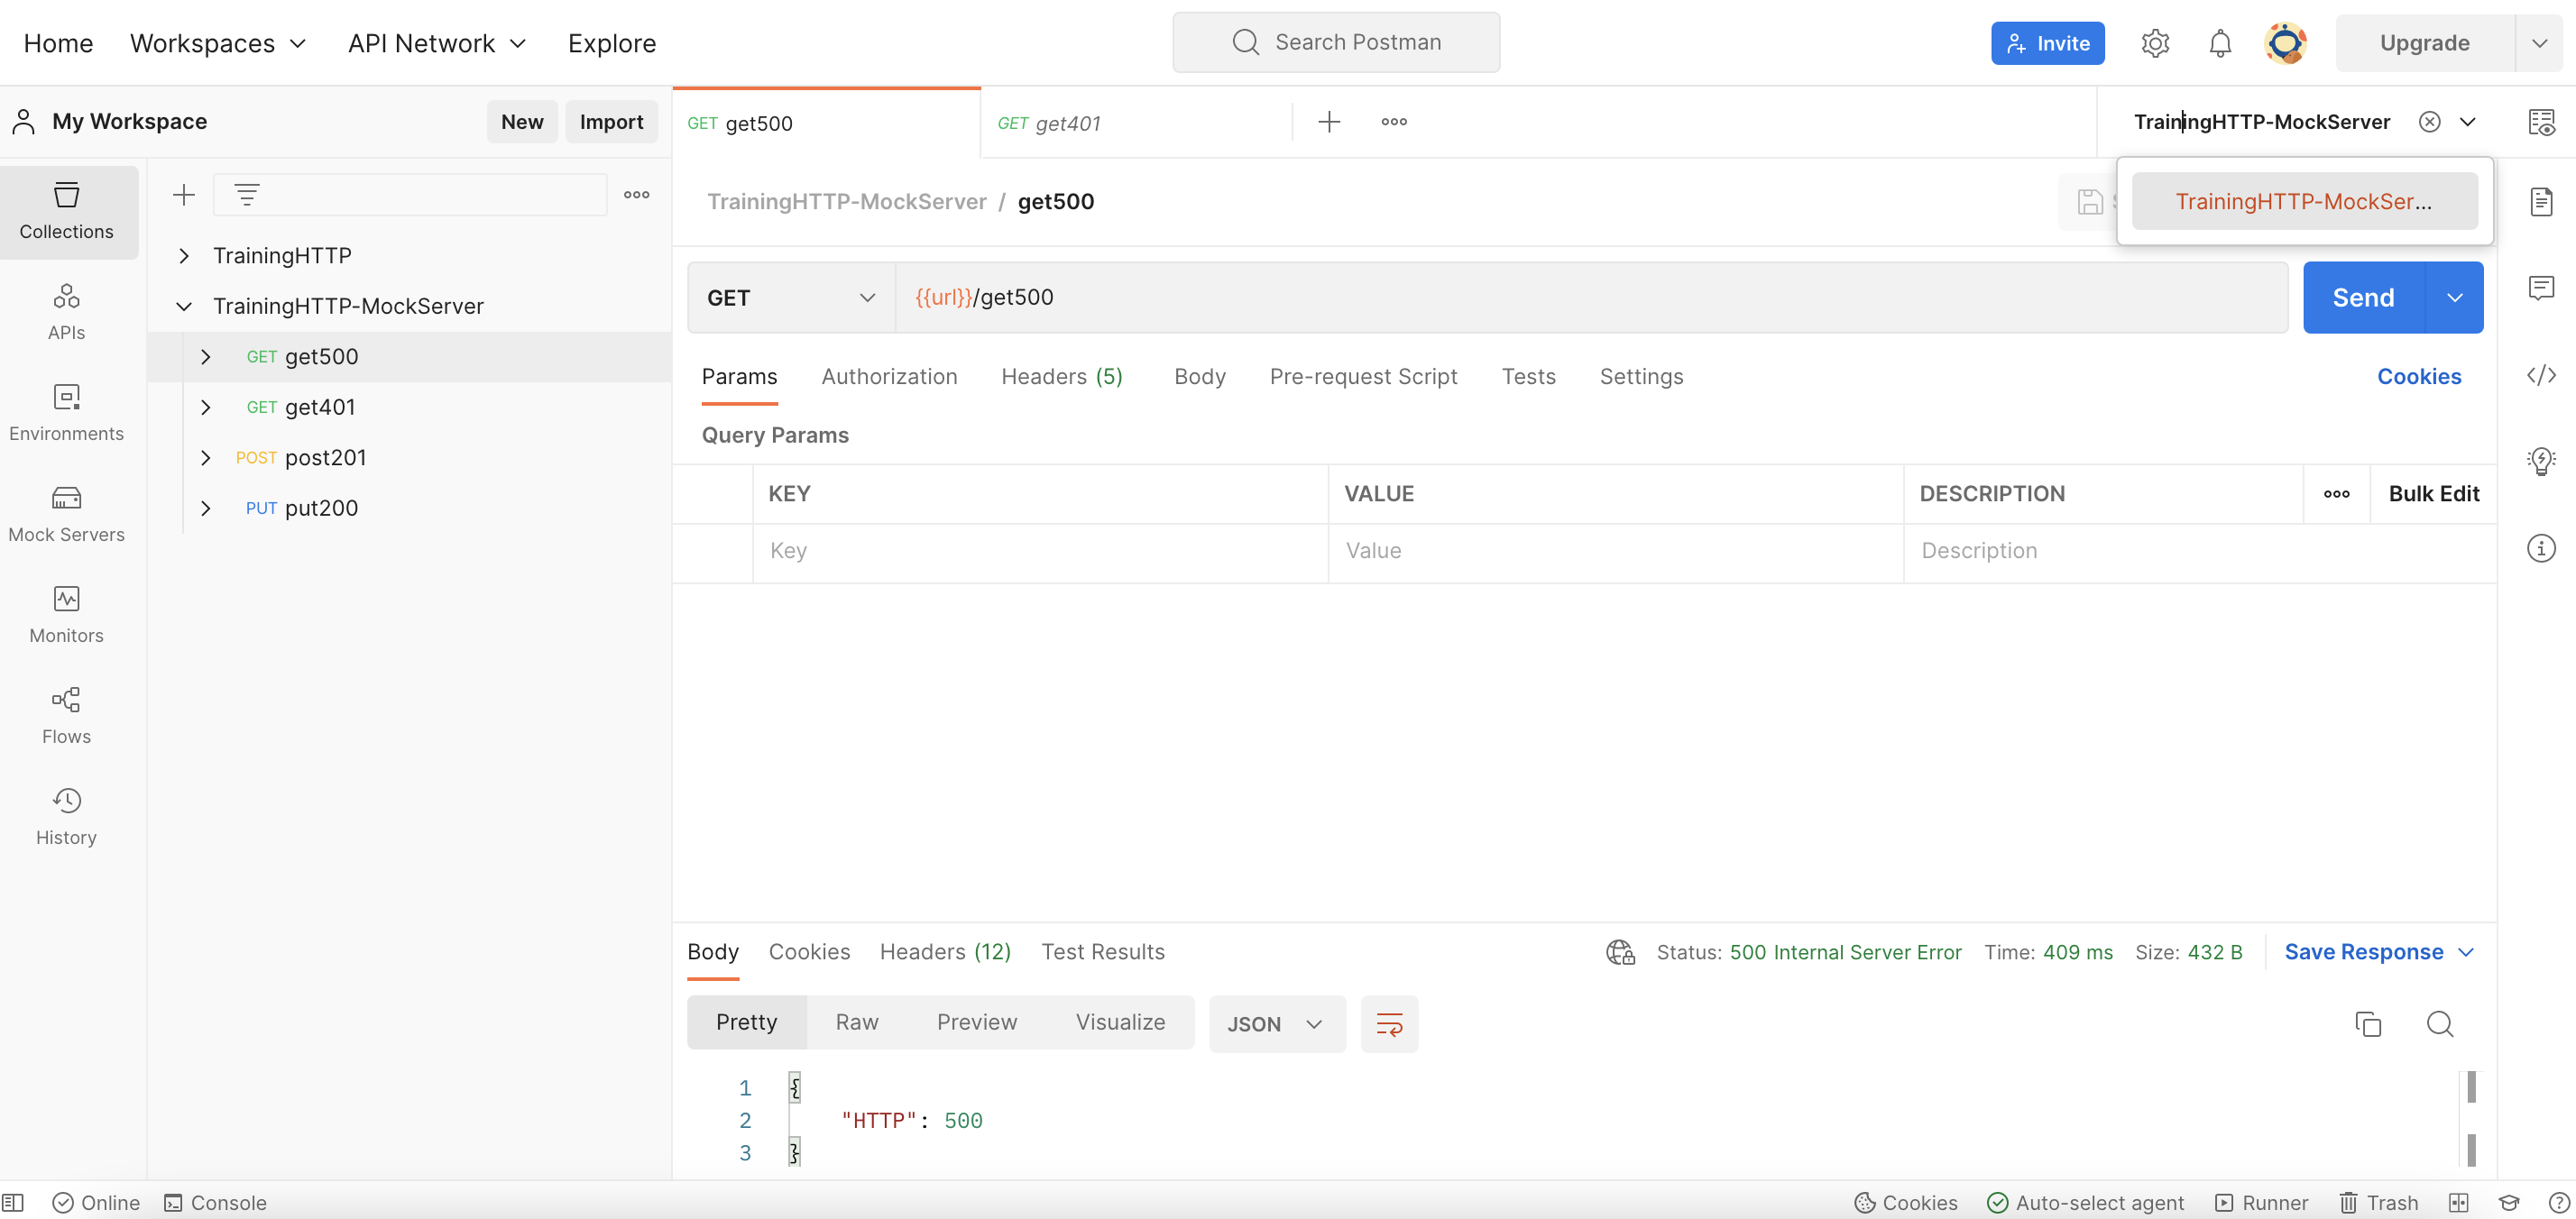 Home Workspaces API Network Explore Search Postman Invite Upgrade
My Workspace New Import
GET get500 GET get401 TrainingHTTP-MockServer
TrainingHTTP-MockSer...
Collections
APIs
Environments
Mock Servers
Monitors
Flows
History
TrainingHTTP
TrainingHTTP-MockServer
GET get500
GET get401
POST post201
PUT put200
TrainingHTTP-MockServer / get500
GET {{url}}/get500 Send
Params Authorization Headers (5) Body Pre-request Script Tests Settings Cookies
Query Params
KEY VALUE DESCRIPTION Bulk Edit
Key Value Description
Body Cookies Headers (12) Test Results Status: 500 Internal Server Error Time: 409 ms Size: 432 B Save Response
Pretty Raw Preview Visualize JSON
1 {
2 "HTTP": 500
3 }
Online Console Cookies Auto-select agent Runner Trash